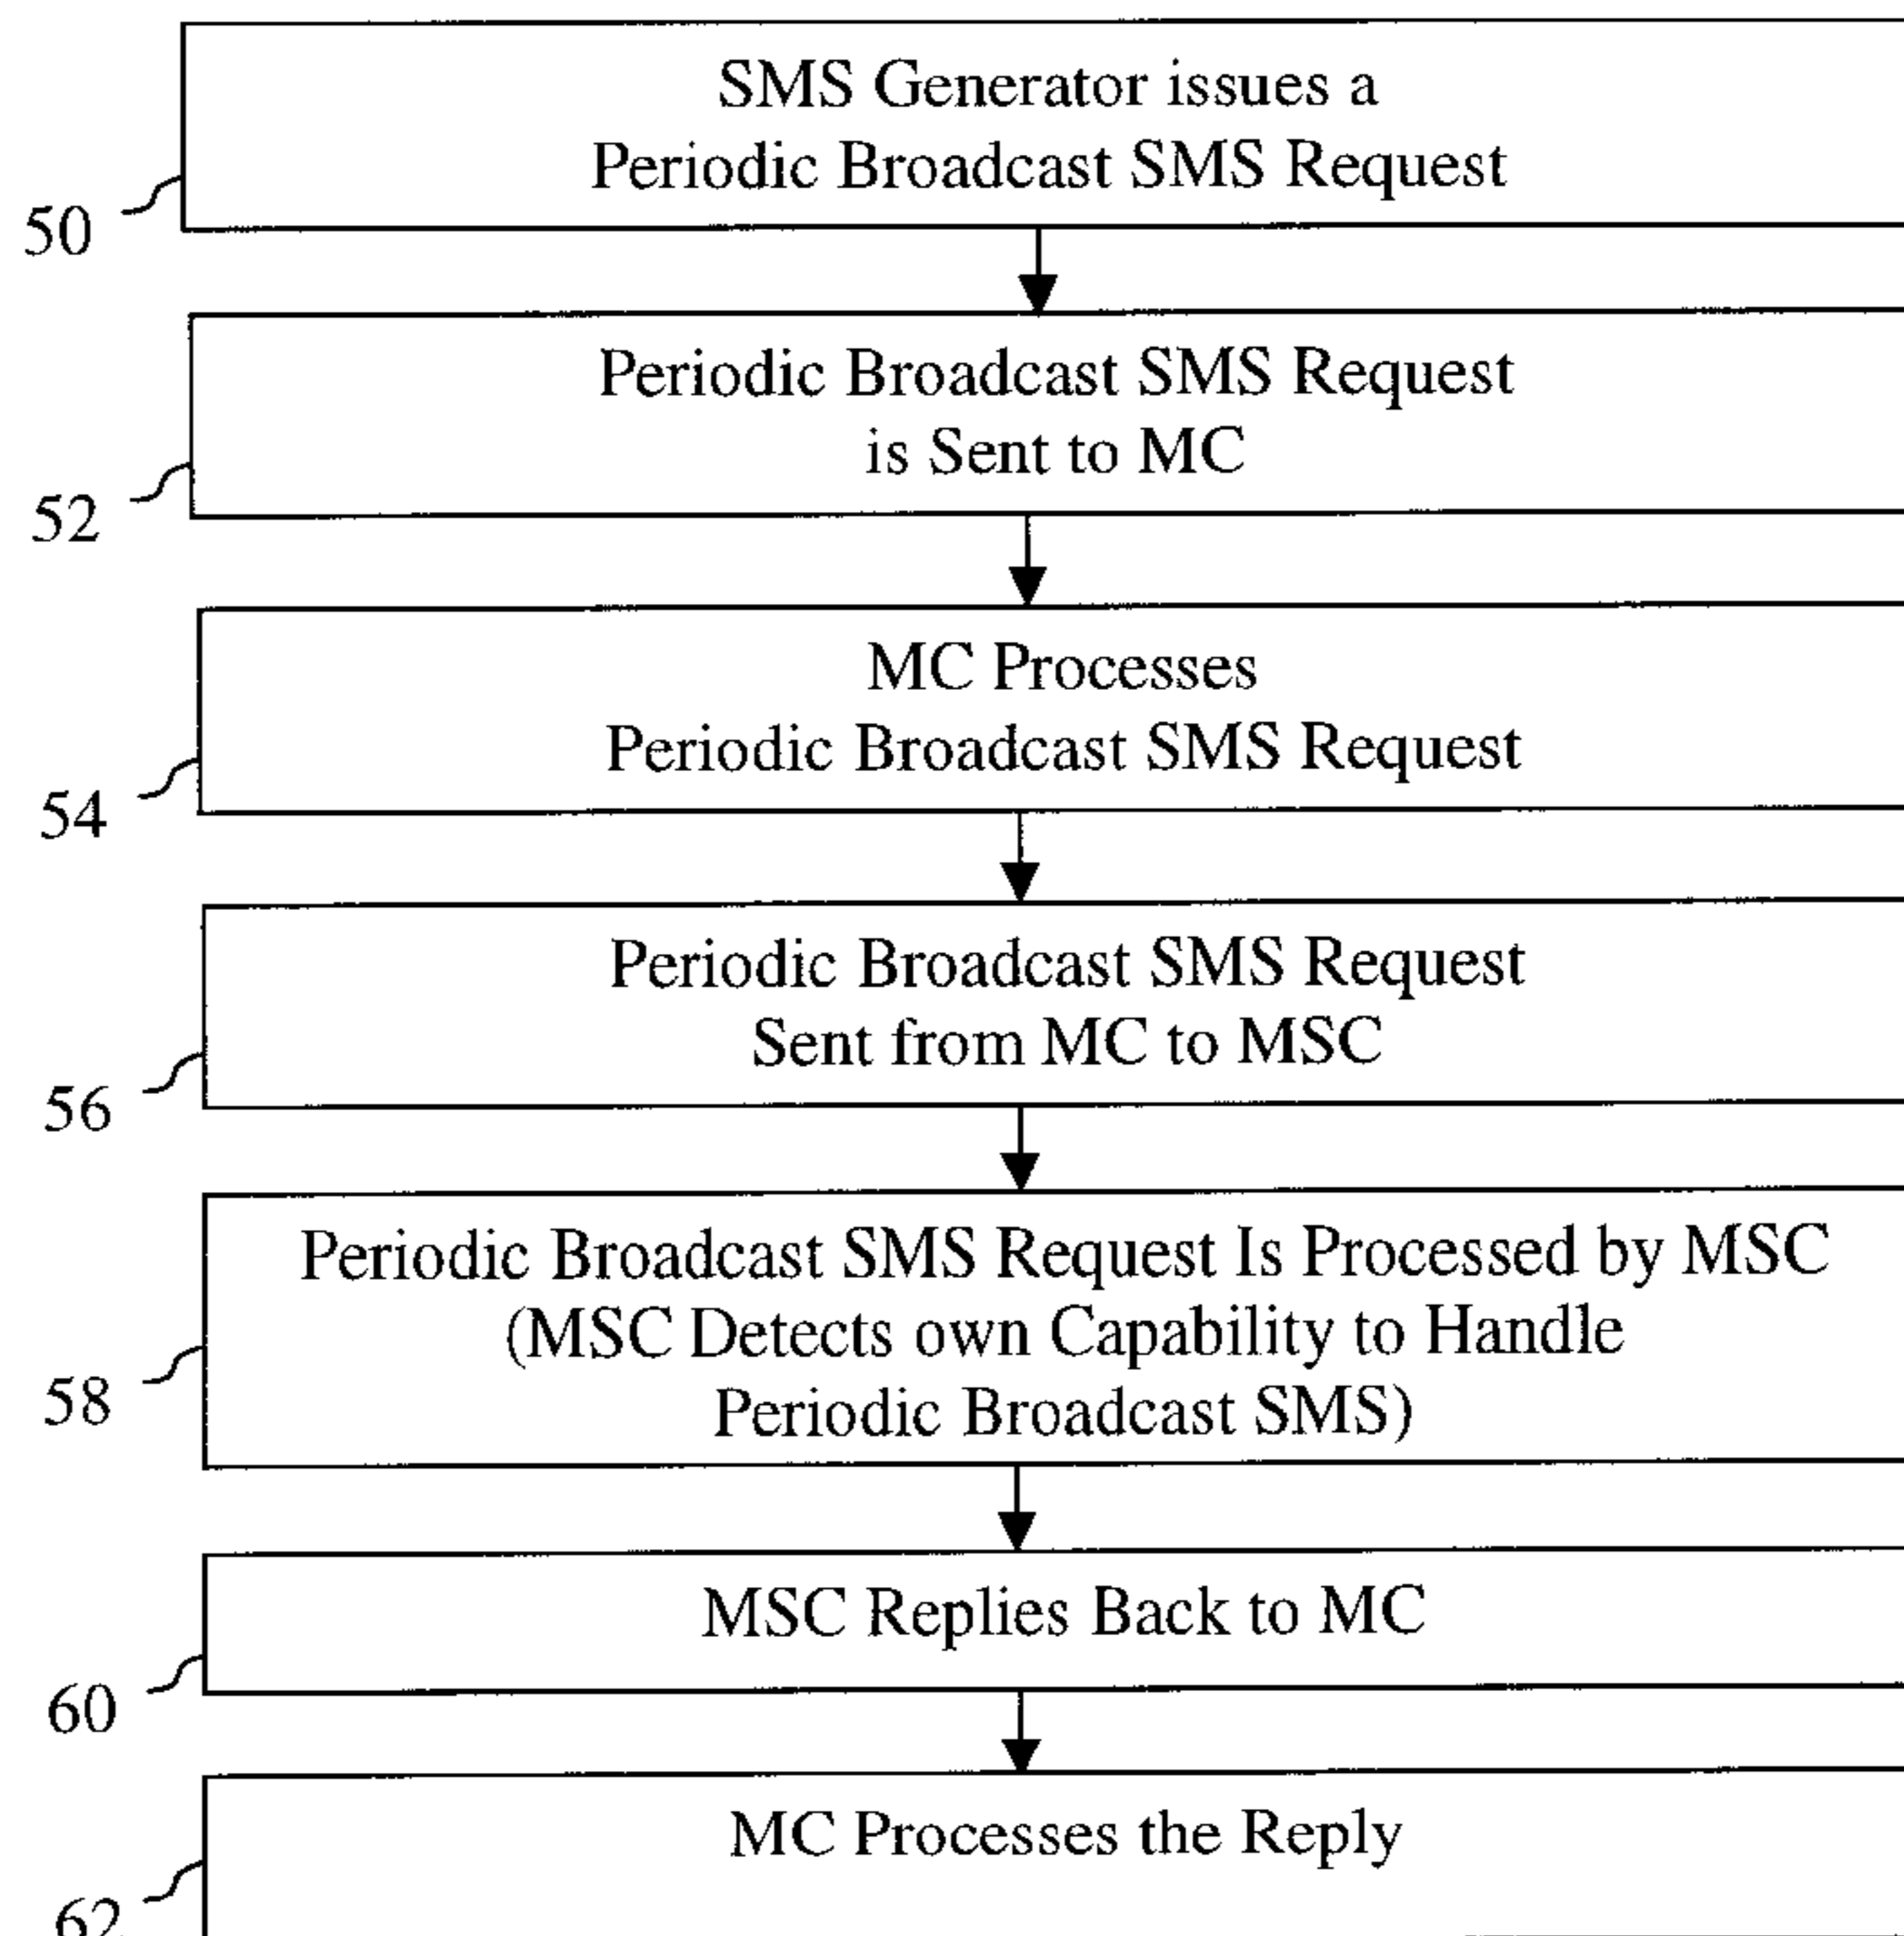 SMS Generator issues a
Periodic Broadcast SMS Request
50
Periodic Broadcast SMS Request
is Sent to MC
52
MC Processes
Periodic Broadcast SMS Request
54
Periodic Broadcast SMS Request
Sent from MC to MSC
56
Periodic Broadcast SMS Request Is Processed by MSC
(MSC Detects own Capability to Handle
Periodic Broadcast SMS)
58
MSC Replies Back to MC
60
MC Processes the Reply
62